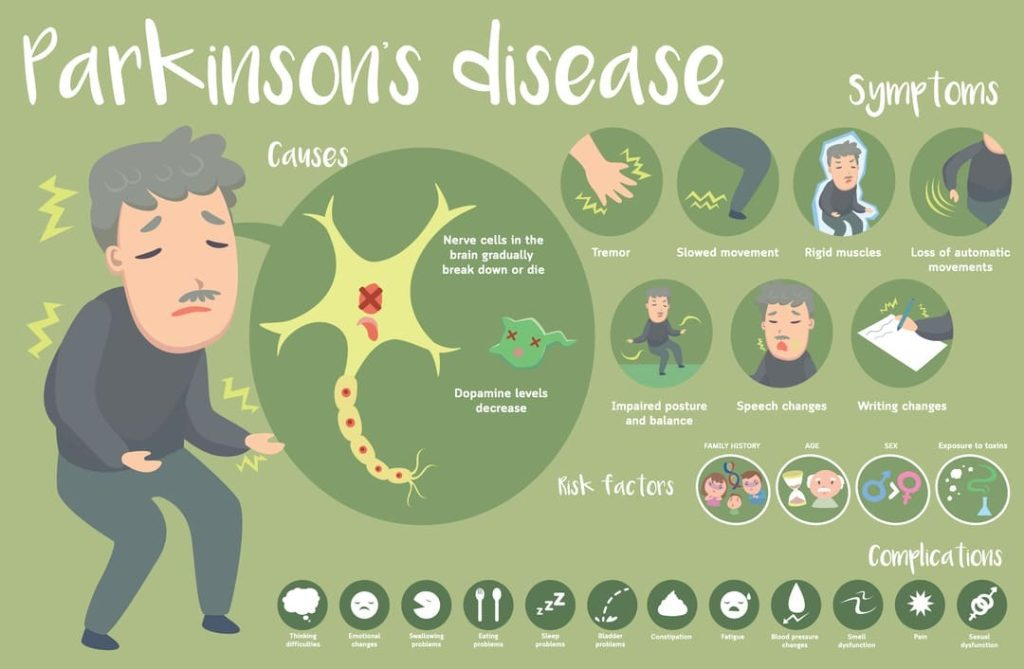 Parkinson's disease
Causes
Nerve cells in the
brain gradually
break down or die
Dopamine levels
decrease
Symptoms
Tremor
Slowed movement
Rigid muscles
Loss of automatic
movements
Impaired posture
and balance
Speech changes
Writing changes
Risk factors
FAMILY HISTORY
AGE
SEX
Exposure to toxins
Complications
Thinking
difficulties
Emotional
changes
Swallowing
problems
Eating
problems
Sleep
problems
Bladder
problems
Constipation
Fatigue
Blood pressure
changes
Smell
dysfunction
Pain
Sexual
dysfunction